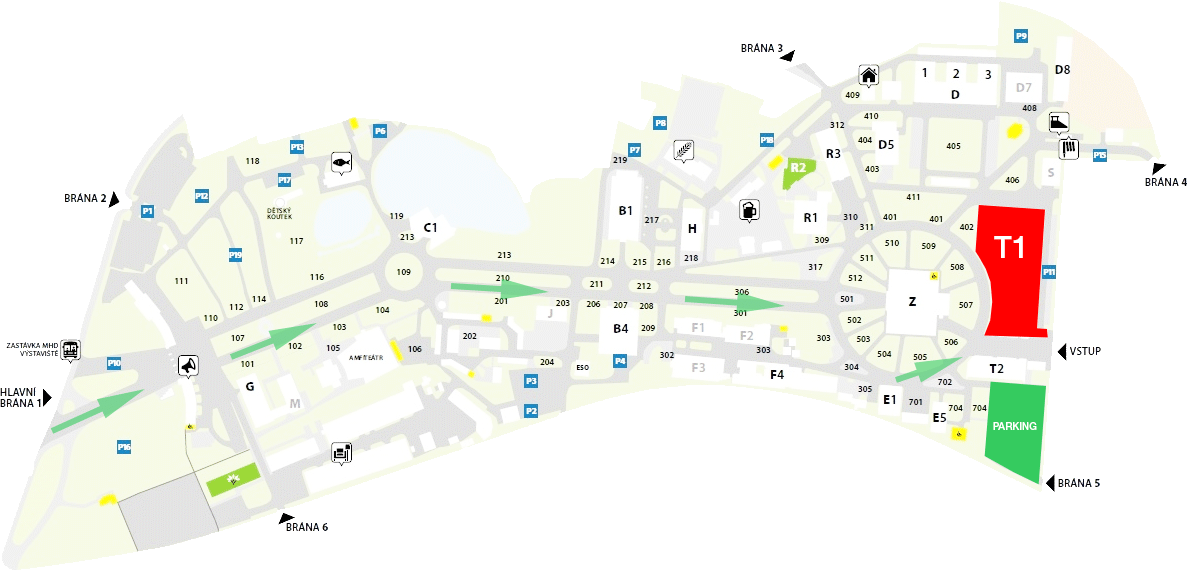 P9
BRÁNA 3
1
2
3
D8
D
D7
409
408
P8
410
312
P18
P6
P7
404
D5
405
P13
R3
P15
118
219
R2
403
406
S
BRÁNA 4
P17
P12
411
BRÁNA 2
402
P1
DĚTSKÝ
KOUTEK
119
B1
217
R1
310
401
401
C1
H
311
213
117
309
510
509
T1
P19
213
214
215
216
218
511
317
508
109
P11
116
210
211
212
512
111
306
114
108
201
203
206
207
208
301
501
Z
507
112
110
104
J
502
103
B4
209
F1
F2
107
202
303
503
506
ZASTÁVKA MHD
VÝSTAVIŠTĚ
102
105
AMFITEÁTR
106
302
303
504
505
VSTUP
P10
101
204
ESO
P4
F3
F4
304
T2
G
P3
305
702
HLAVNÍ
BRÁNA 1
M
P2
E1
701
704
704
E5
PARKING
P16
BRÁNA 5
BRÁNA 6